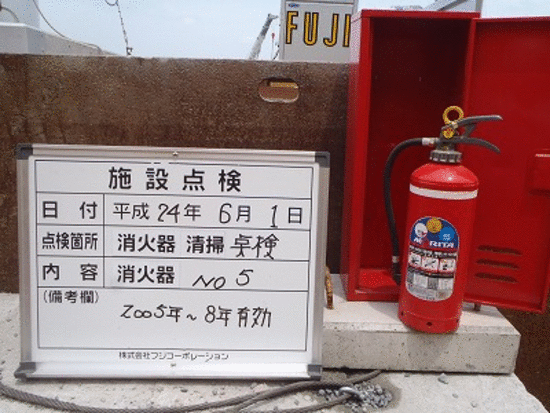 FUJI
施設点検
日付 平成24年6月1日
点検箇所 消火器 清掃 点検
内容 消火器 NO5
(備考欄)
2005年~8年有効
株式会社フジコーポレーション
MORITA